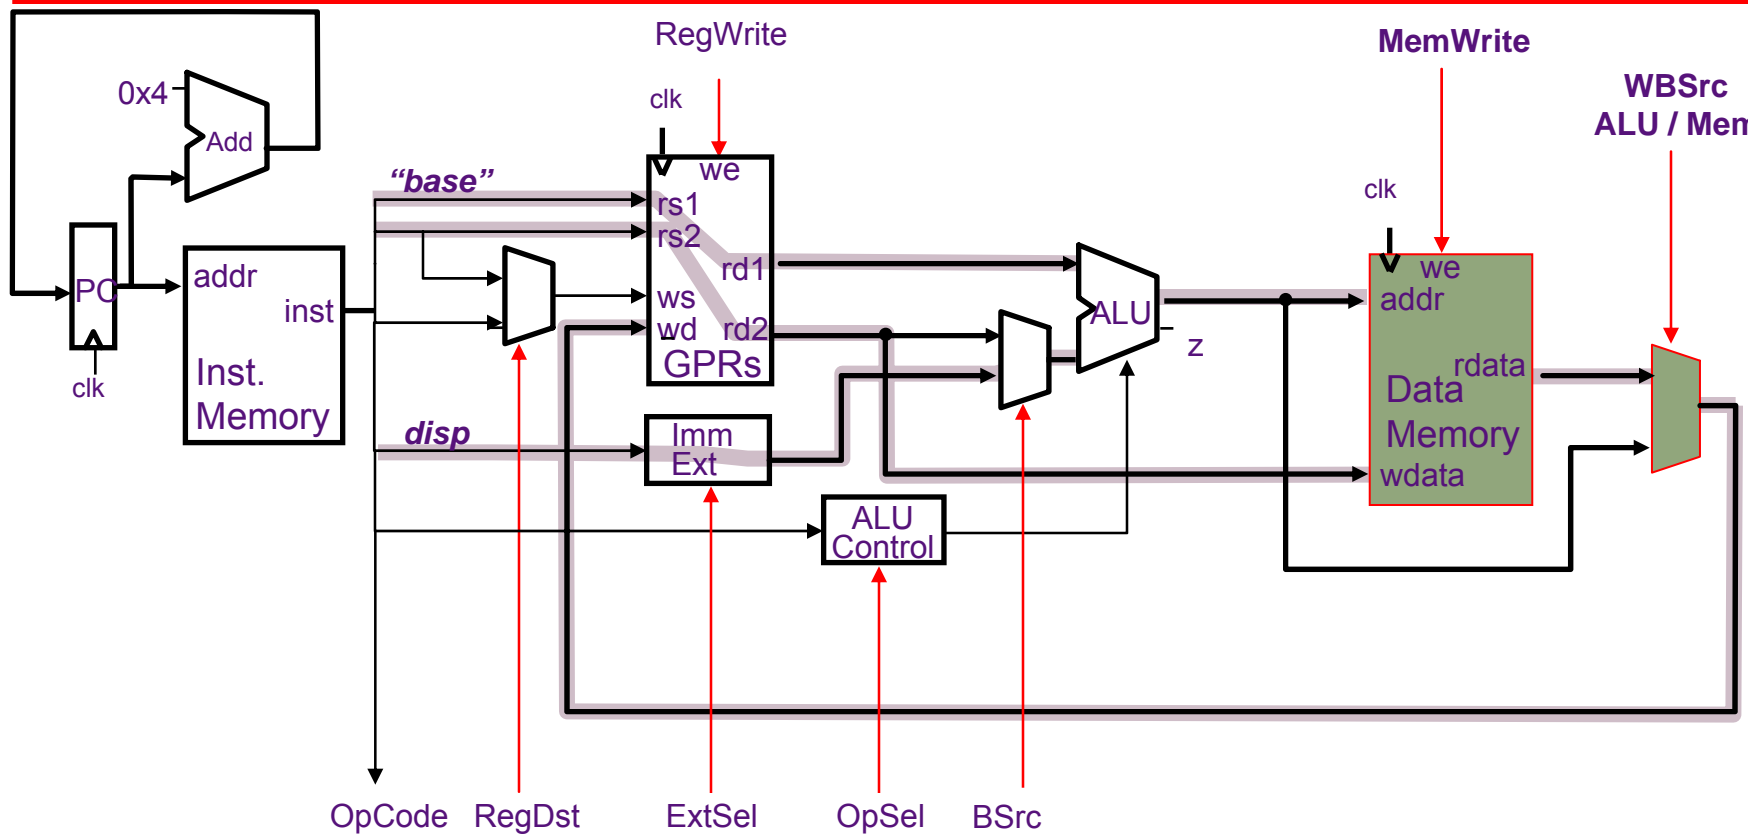 RegWrite
MemWrite
WBSrc
ALU / Mem
0x4
Add
clk
"base"
we
rs1
rs2
rd1
ws
wd
rd2
GPRs
PC
clk
addr
inst
Inst.
Memory
disp
Imm
Ext
ALU
Control
ALU
z
clk
we
addr
rdata
Data
Memory
wdata
OpCode
RegDst
ExtSel
OpSel
BSrc